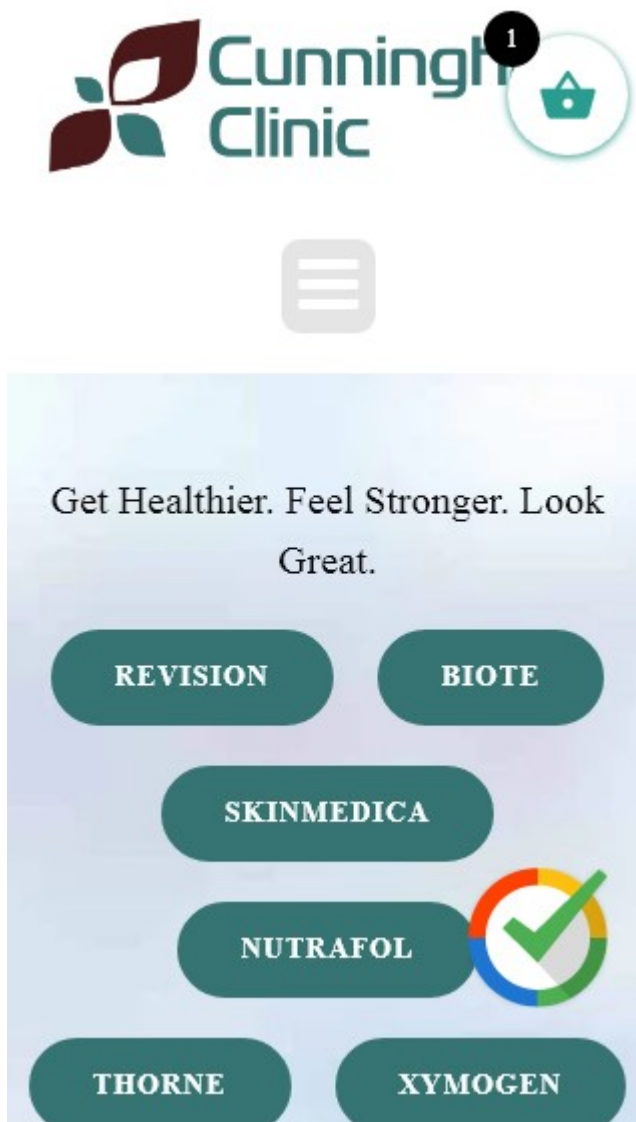 Cunningh
Clinic
1
Get Healthier. Feel Stronger. Look
Great.
REVISION
BIOTE
SKINMEDICA
NUTRAFOL
THORNE
XYMOGEN